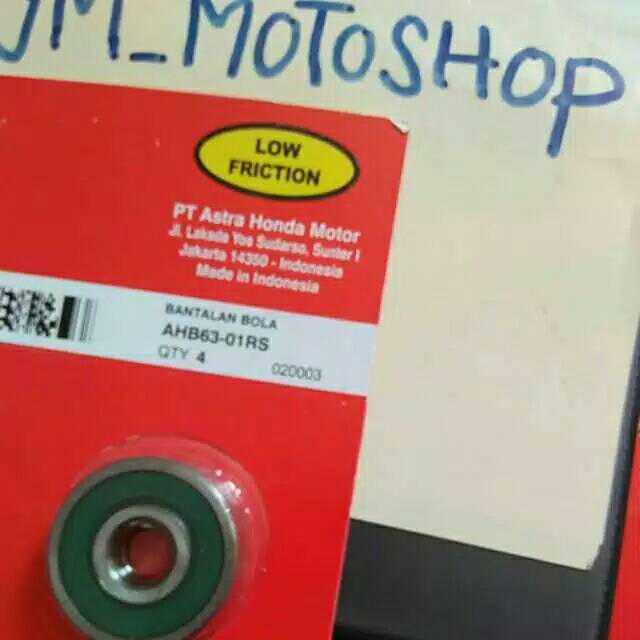 JM_MOTOSHOP
LOW
FRICTION
PT Astra Honda Motor
Jl. Laksda Yos Sudarso, Sunter I
Jakarta 14350 - Indonesia
Made in Indonesia
BANTALAN BOLA
AHB63-01RS
QTY 4
020003